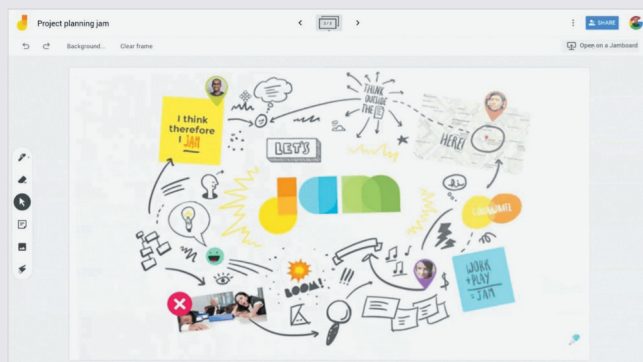 Project planning jam
SHARE
Background...
Clear frame
Open on a Jamboard
I think
therefore
I JAM
THINK
OUTSIDE
THE
HERE!
LET'S
Jam
BOOM!
WORK
+ PLAY
= JAM